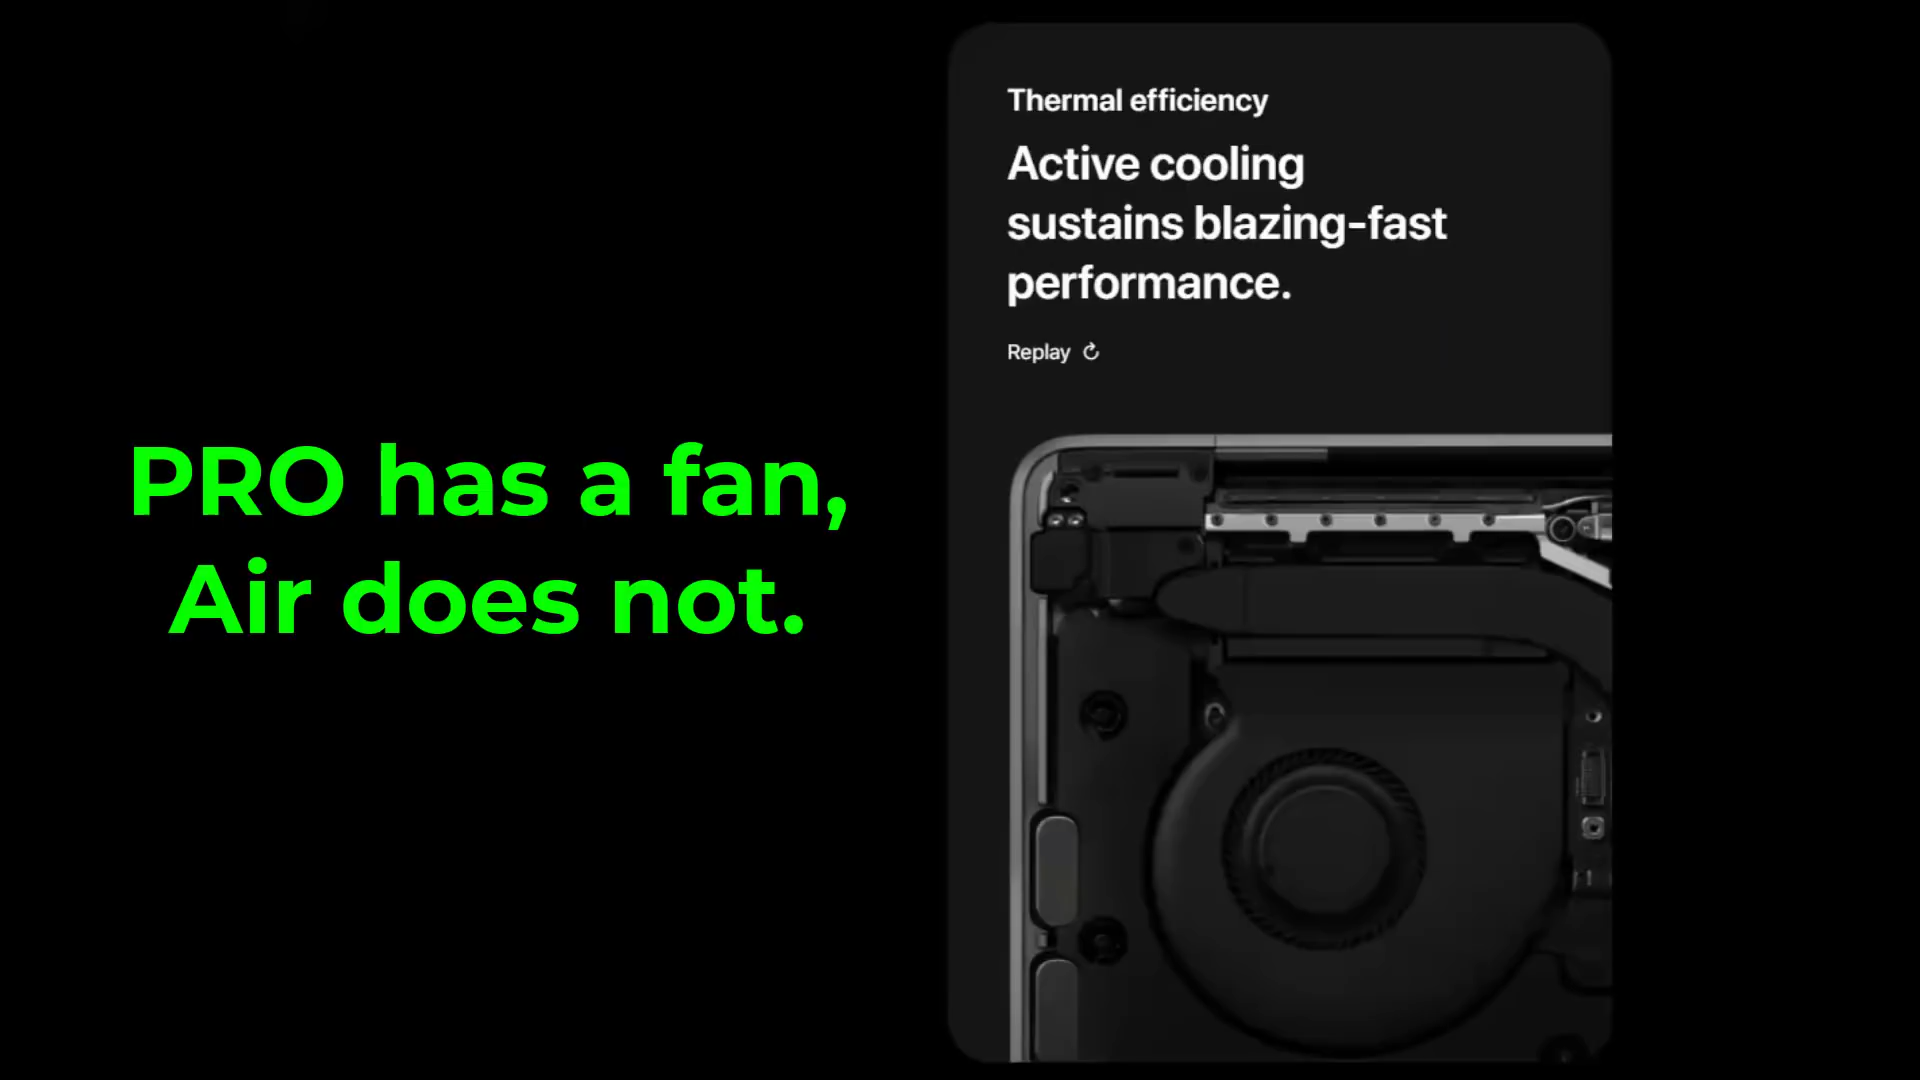 PRO has a fan,
Air does not.
Thermal efficiency
Active cooling
sustains blazing-fast
performance.
Replay